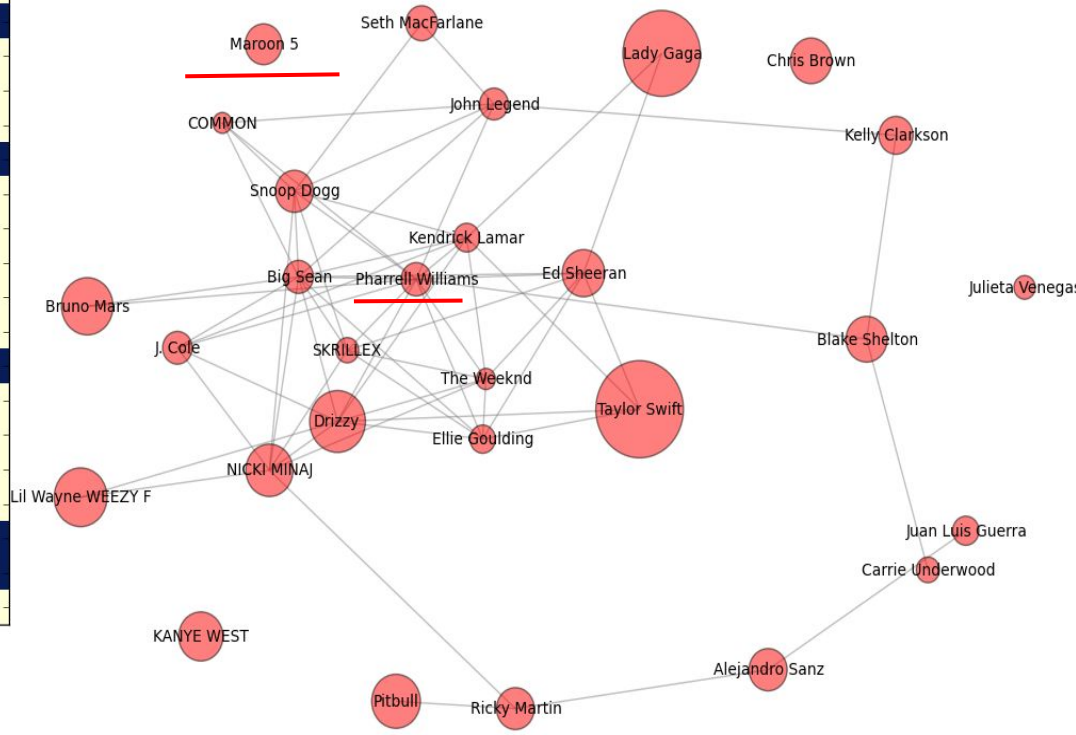 Seth MacFarlane
Maroon 5
Lady Gaga
Chris Brown
John Legend
COMMON
Kelly Clarkson
Snoop Dogg
Kendrick Lamar
Big Sean
Pharrell Williams
Ed Sheeran
Julieta Venegas
Bruno Mars
Blake Shelton
J. Cole
SKRILLEX
The Weeknd
Taylor Swift
Drizzy
Ellie Goulding
NICKI MINAJ
Lil Wayne WEEZY F
Juan Luis Guerra
Carrie Underwood
KANYE WEST
Alejandro Sanz
Pitbull
Ricky Martin